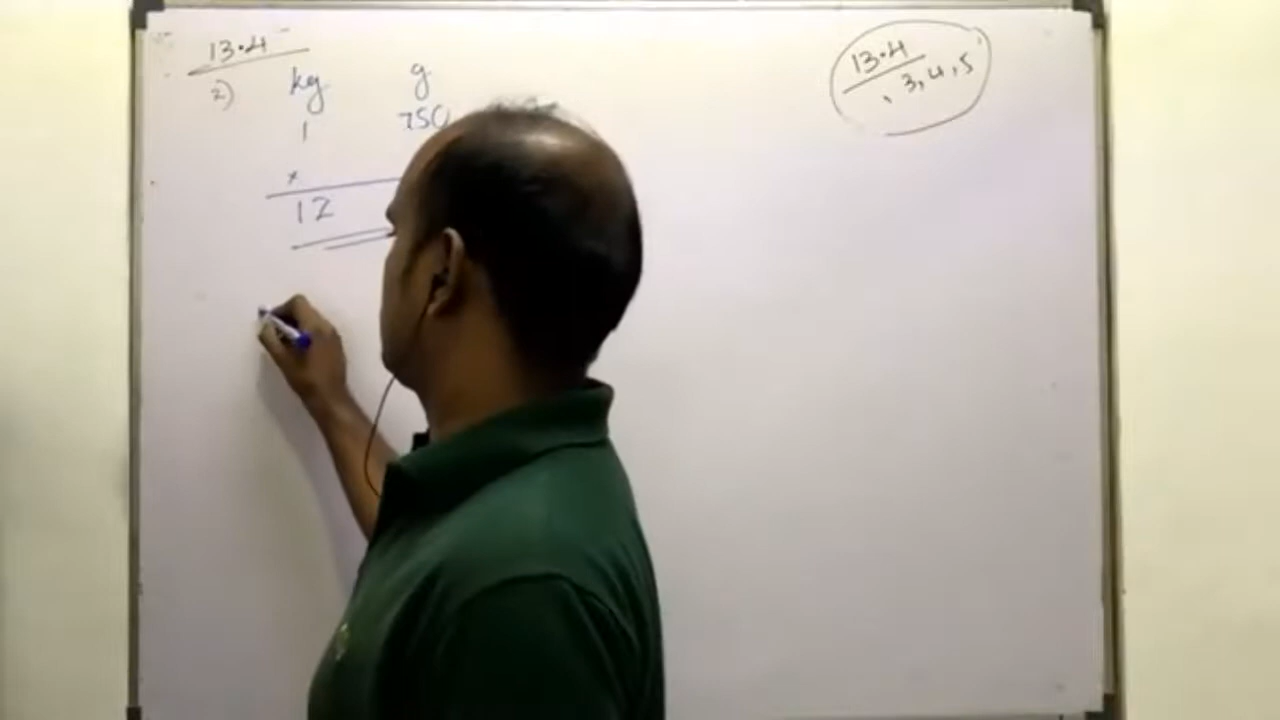 13.4
2) kg g
1 750
×
12
13.4
, 3, 4, 5